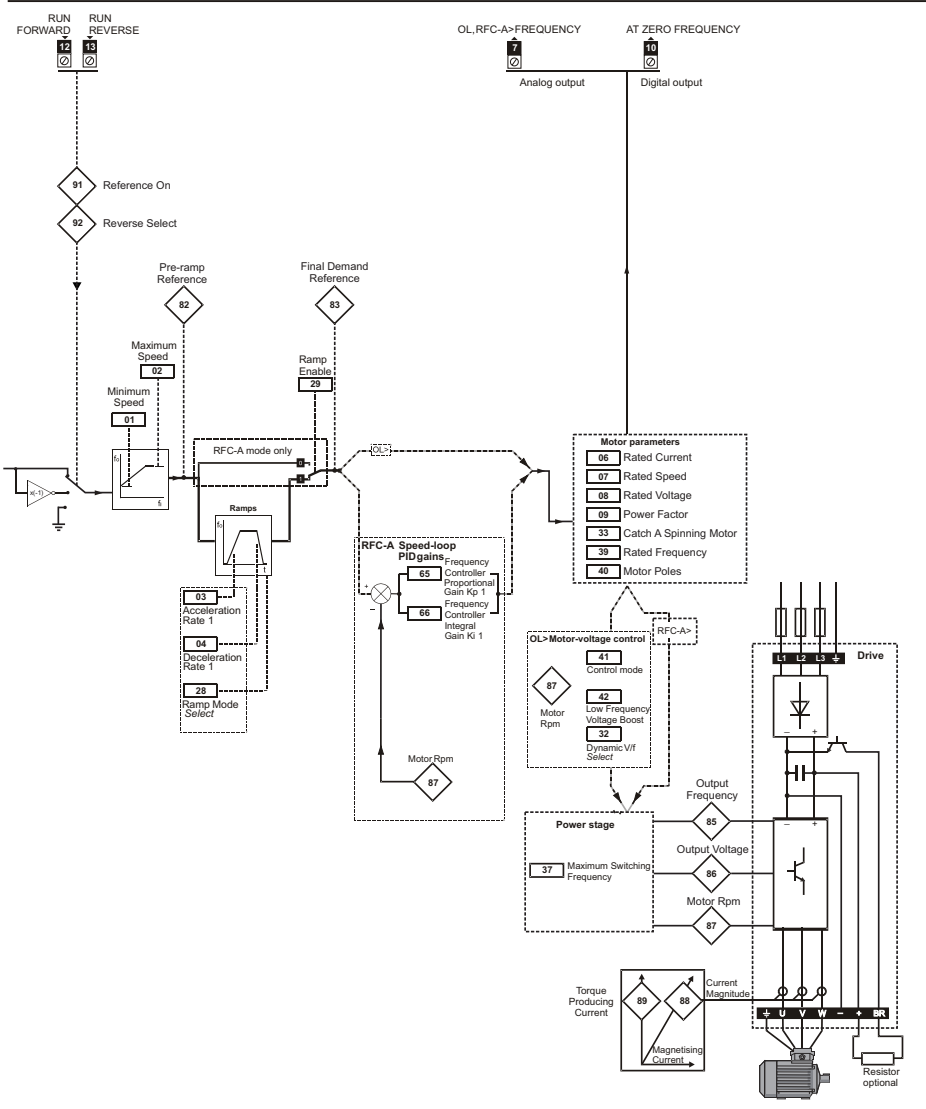 RUN
FORWARD
RUN
REVERSE
12
13
OL,RFC-A>FREQUENCY
7
Analog output
AT ZERO FREQUENCY
10
Digital output
91
Reference On
92
Reverse Select
Pre-ramp
Reference
82
Final Demand
Reference
83
Maximum
Speed
02
Minimum
Speed
01
Ramp
Enable
29
RFC-A mode only
OL>
x(-1)
Ramps
t
03
Acceleration
Rate 1
04
Deceleration
Rate 1
28
Ramp Mode
Select
RFC-A Speed-loop
PID gains
+
−
65
Frequency
Controller
Proportional
Gain Kp 1
66
Frequency
Controller
Integral
Gain Ki 1
Motor Rpm
87
Motor parameters
06 Rated Current
07 Rated Speed
08 Rated Voltage
09 Power Factor
33 Catch A Spinning Motor
39 Rated Frequency
40 Motor Poles
RFC-A>
OL>Motor-voltage control
41
Control mode
87
Motor
Rpm
42
Low Frequency
Voltage Boost
32
Dynamic V/f
Select
Power stage
37 Maximum Switching
Frequency
Output
Frequency
85
Output Voltage
86
Motor Rpm
87
L1 L2 L3
Drive
− +
− +
Torque
Producing
Current
89
88
Magnetising
Current
Current
Magnitude
U V W − + BR
Resistor
optional